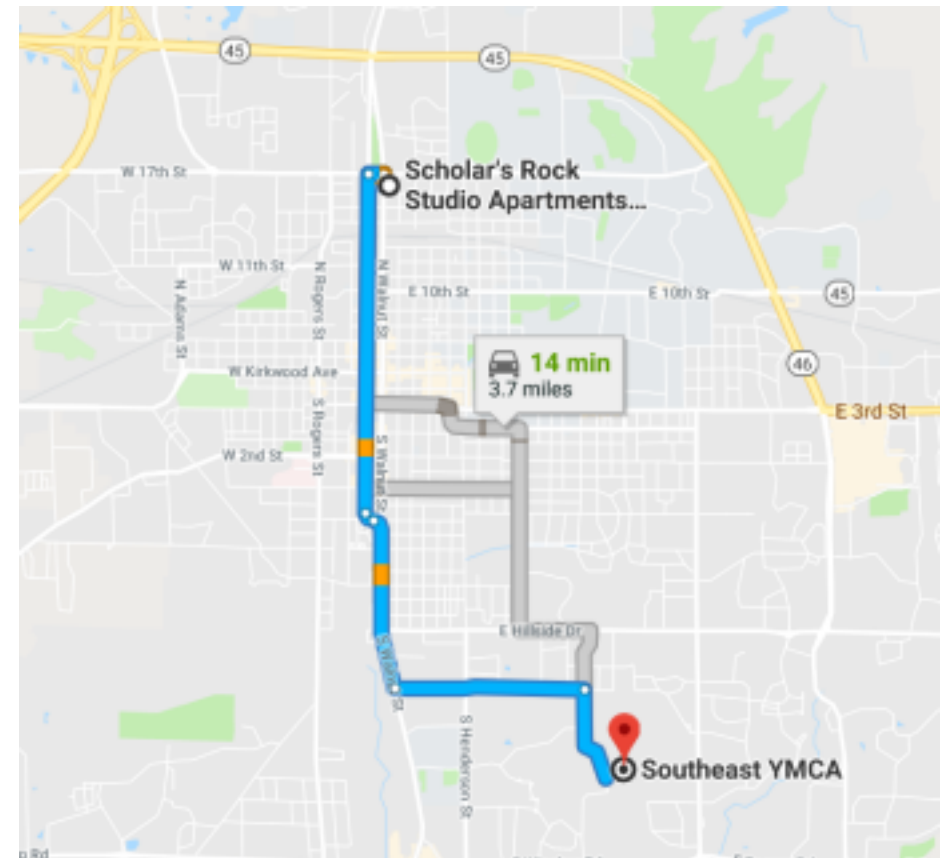 45
45
W 17th St
Scholar's Rock
Studio Apartments...
W 11th St
N Rogers St
N Walnut St
N Adams St
E 10th St
E 10th St
45
14 min
3.7 miles
46
W Kirkwood Ave
E 3rd St
S Rogers St
S Walnut St
W 2nd St
E Hillside Dr
S Walnut St
S Henderson St
Southeast YMCA